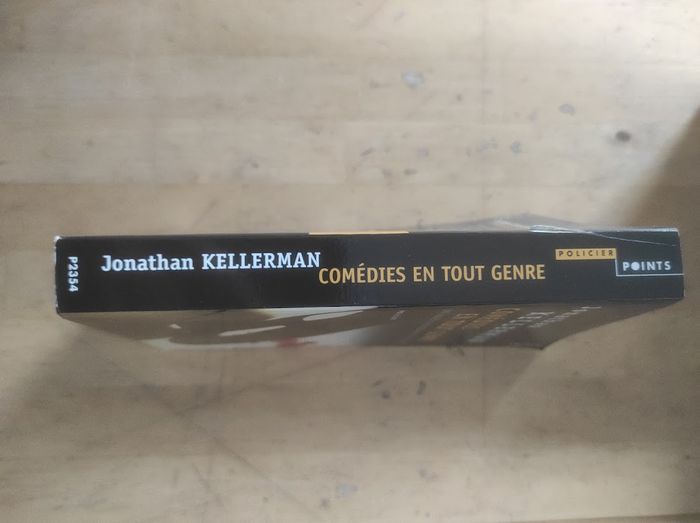 P2354
Jonathan KELLERMAN
COMÉDIES EN TOUT GENRE
POLICIER
POINTS